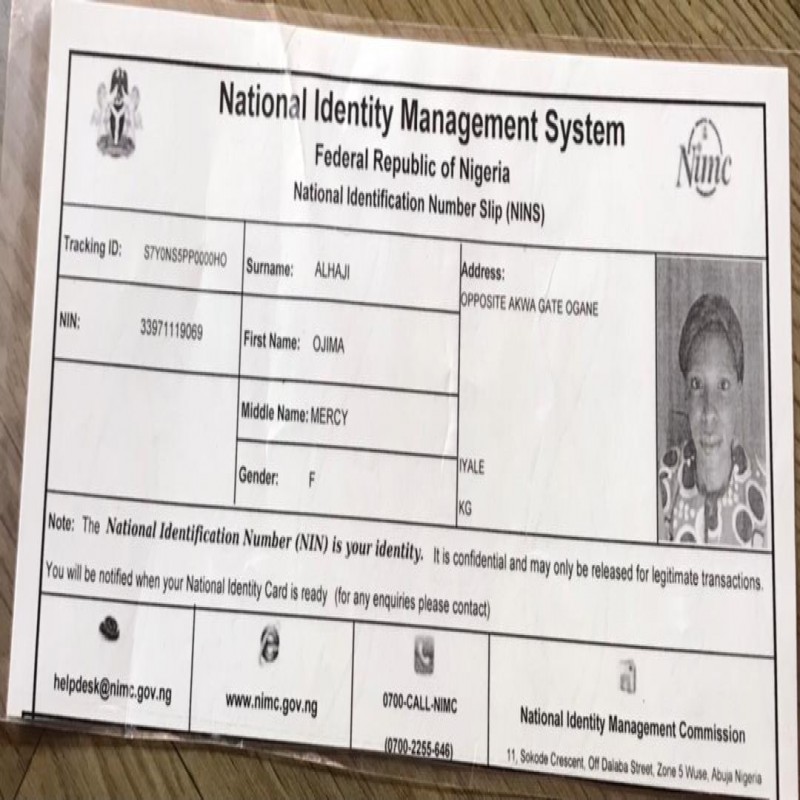 National Identity Management System
Federal Republic of Nigeria
National Identification Number Slip (NINS)
Nimc
Tracking ID: S7Y0NS5PP0000HO
Surname: ALHAJI
Address:
OPPOSITE AKWA GATE OGANE
NIN: 33971119069
First Name: OJIMA
Middle Name: MERCY
IYALE
Gender: F
KG
Note: The National Identification Number (NIN) is your identity. It is confidential and may only be released for legitimate transactions.
You will be notified when your National Identity Card is ready (for any enquiries please contact)
helpdesk@nimc.gov.ng
www.nimc.gov.ng
0700-CALL-NIMC
(0700-2255-646)
National Identity Management Commission
11, Sokode Crescent, Off Dalaba Street, Zone 5 Wuse, Abuja Nigeria